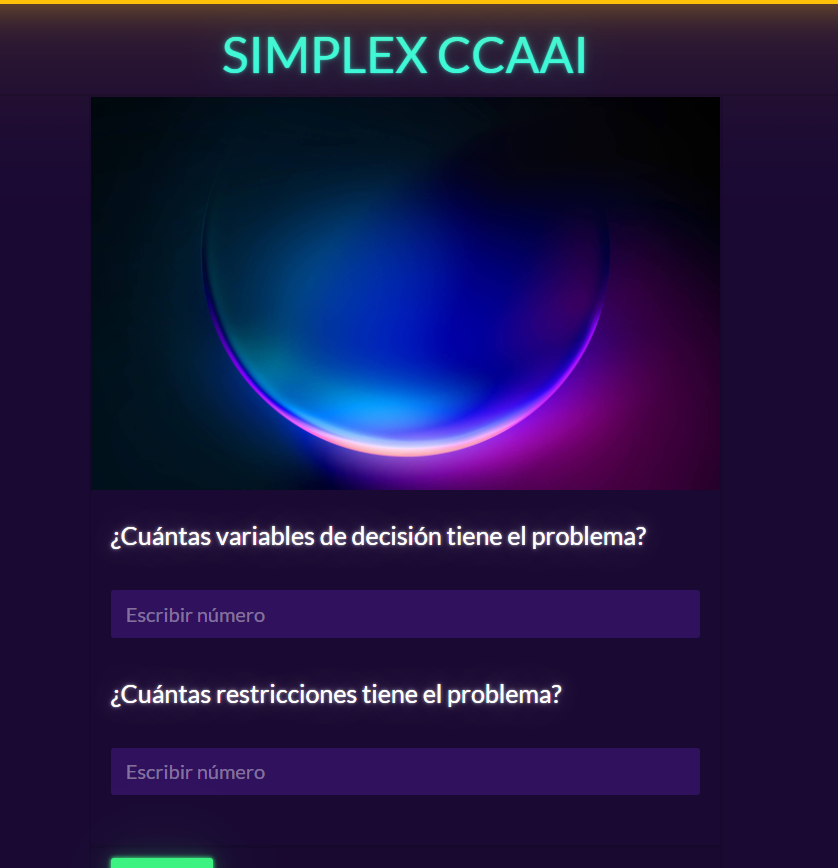 SIMPLEX CCAAI
¿Cuántas variables de decisión tiene el problema?
Escribir número
¿Cuántas restricciones tiene el problema?
Escribir número